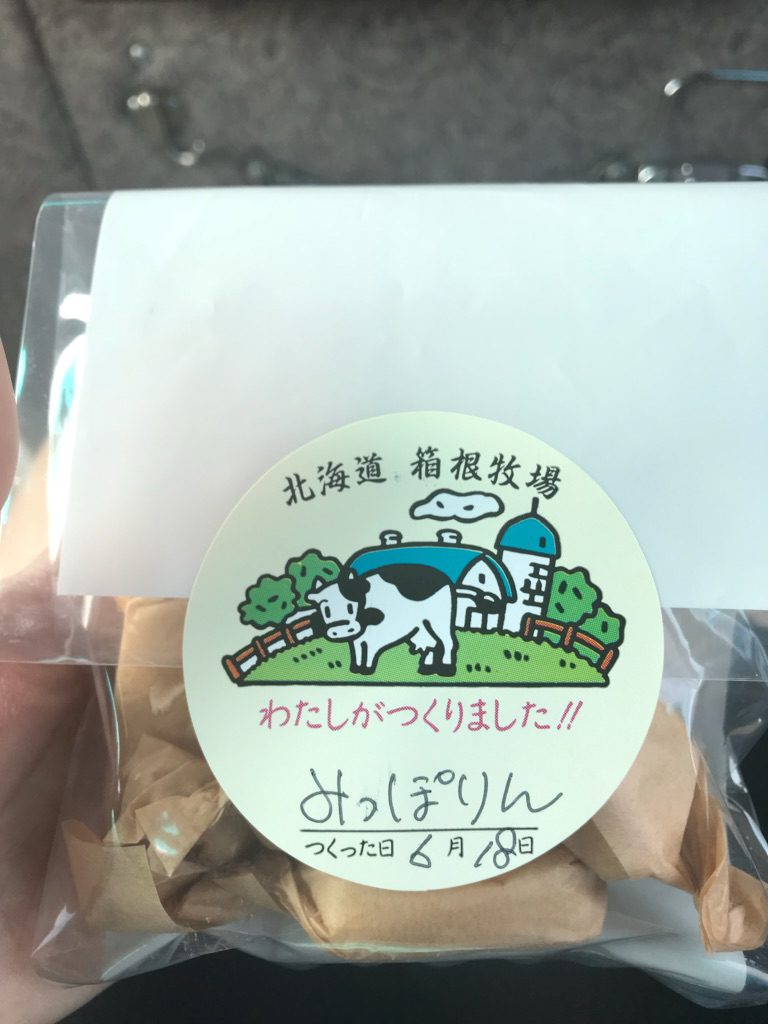 北海道 箱根牧場
わたしがつくりました!!
みっぽりん
つくった日 6月18日